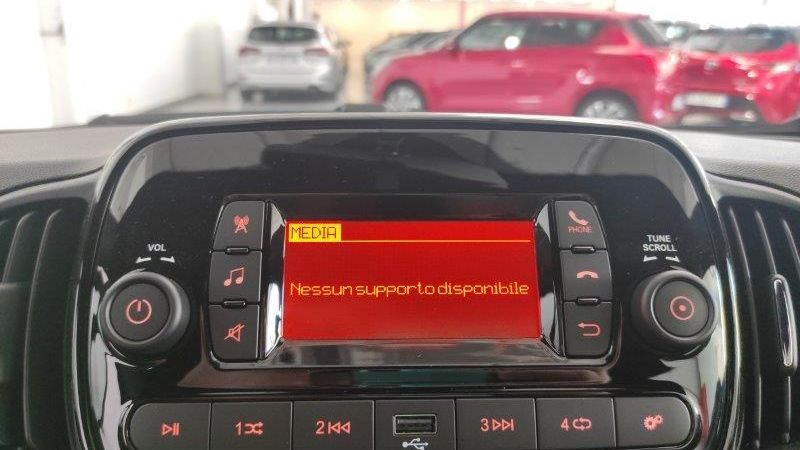 MEDIA
Nessun supporto disponibile
VOL
PHONE
TUNE
SCROLL
1
2
3
4